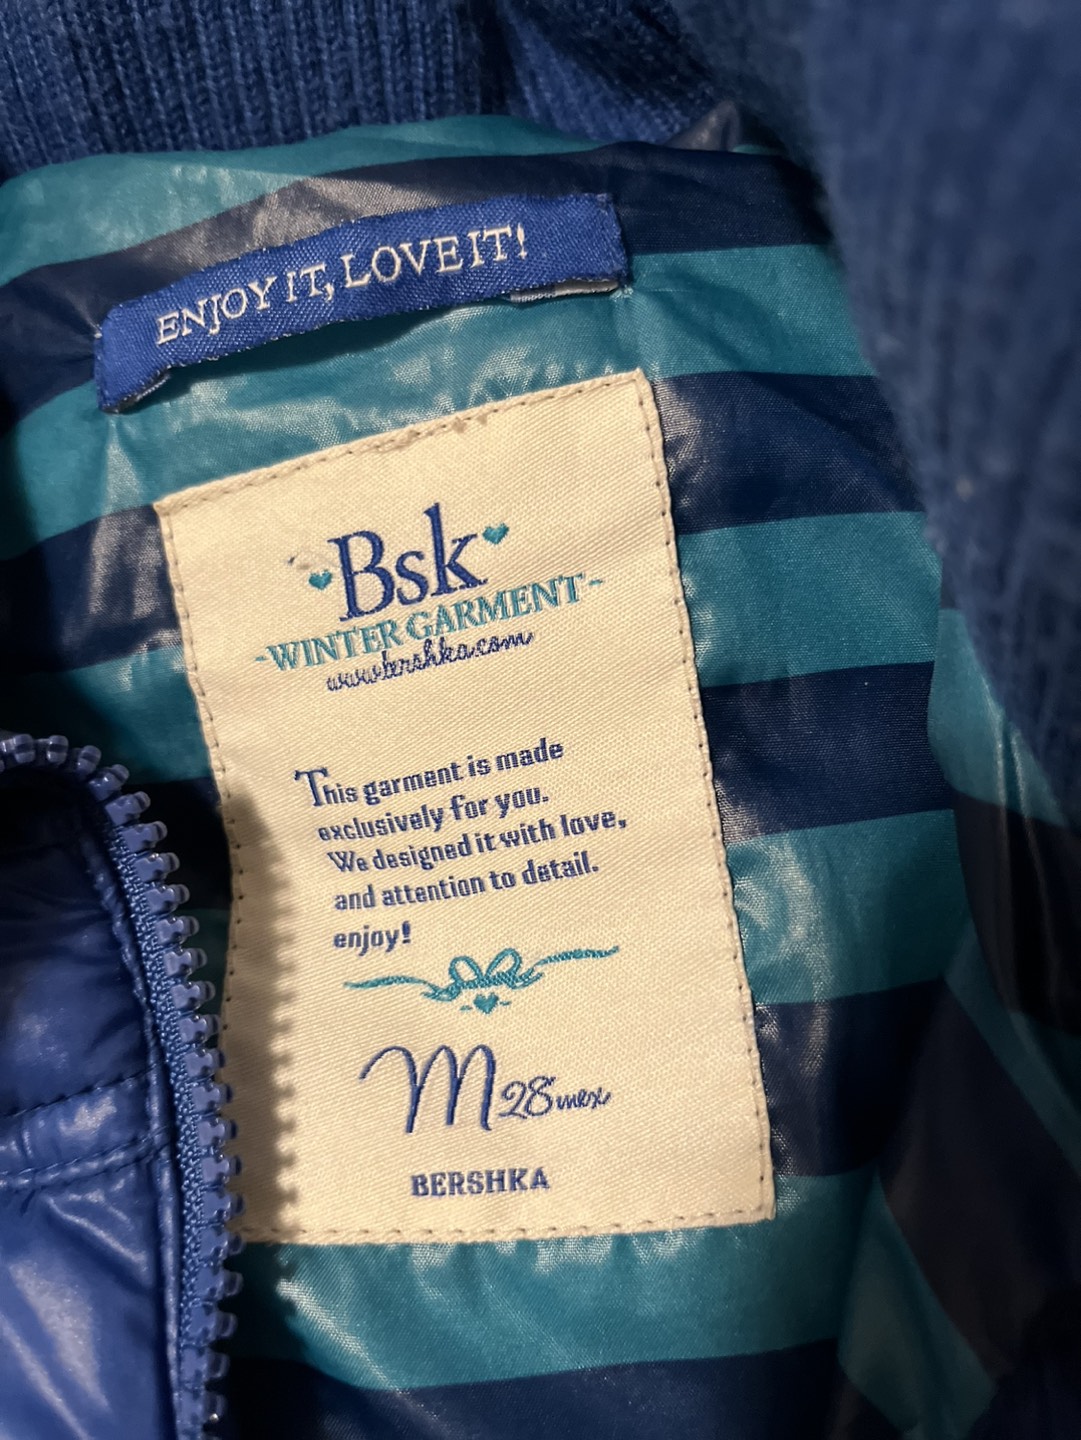 ENJOY IT, LOVE IT!
Bsk
-WINTER GARMENT-
www.bershka.com
This garment is made
exclusively for you.
We designed it with love,
and attention to detail.
enjoy!
M 28 mex
BERSHKA